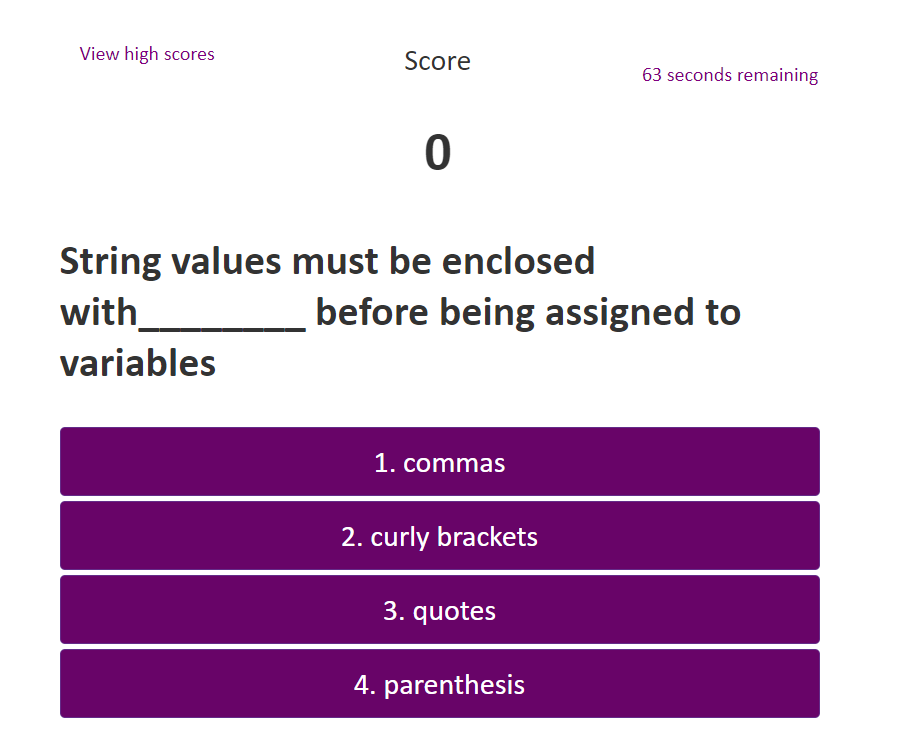 View high scores
Score
63 seconds remaining
0
String values must be enclosed
with________ before being assigned to
variables
1. commas
2. curly brackets
3. quotes
4. parenthesis